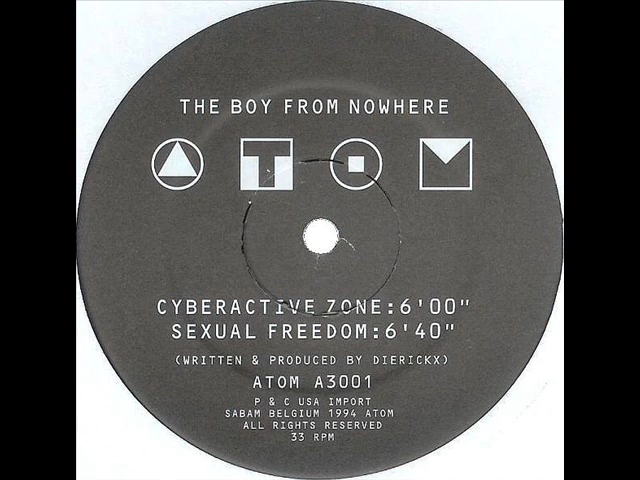 THE BOY FROM NOWHERE
ATOM
CYBERACTIVE ZONE:6'00"
SEXUAL FREEDOM:6'40"
(WRITTEN & PRODUCED BY DIERICKX)
ATOM A3001
P & C USA IMPORT
SABAM BELGIUM 1994 ATOM
ALL RIGHTS RESERVED
33 RPM